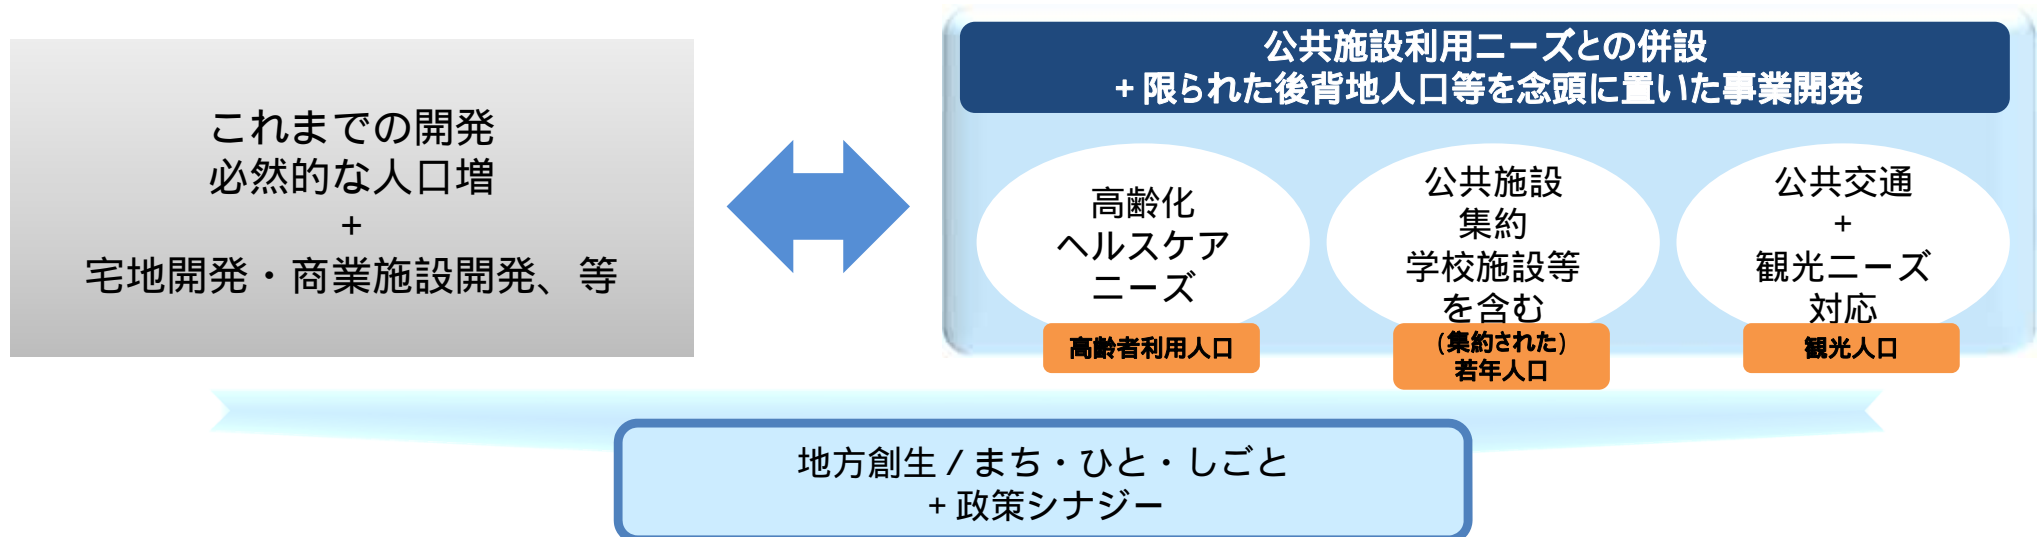 これまでの開発
必然的な人口増
+
宅地開発・商業施設開発、等
公共施設利用ニーズとの併設
+限られた後背地人口等を念頭に置いた事業開発
高齢化
ヘルスケア
ニーズ
高齢者利用人口
公共施設
集約
学校施設等
を含む
(集約された)
若年人口
公共交通
+
観光ニーズ
対応
観光人口
地方創生/まち・ひと・しごと
+政策シナジー